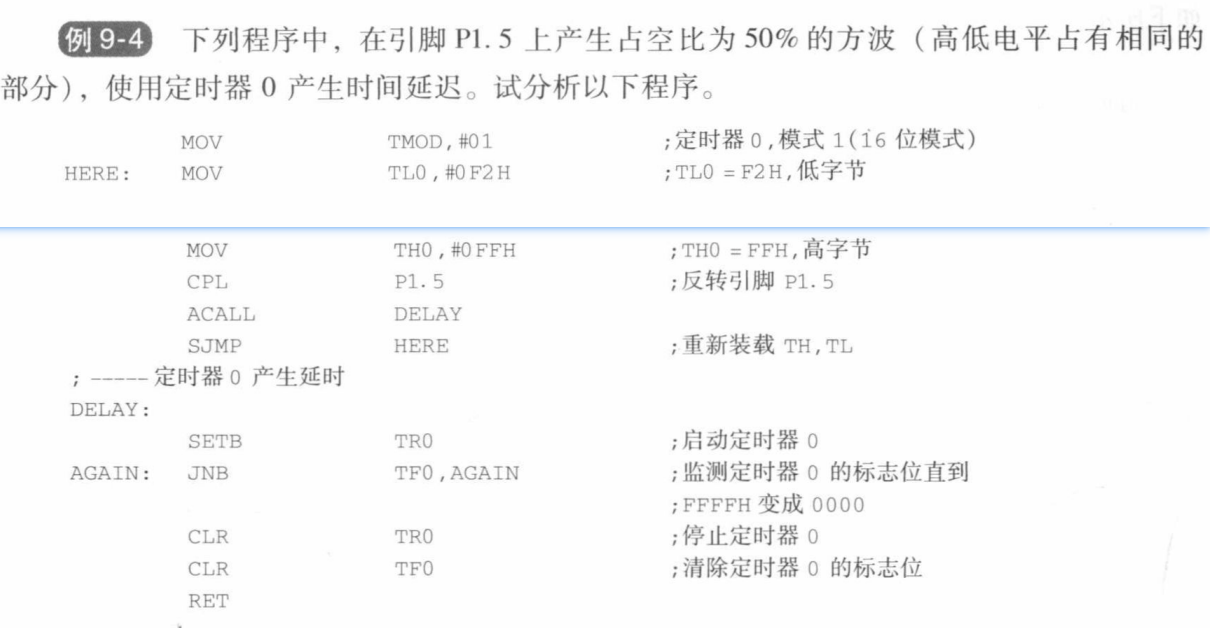 例 9-4 下列程序中，在引脚 P1.5 上产生占空比为 50% 的方波（高低电平占有相同的
部分），使用定时器 0 产生时间延迟。试分析以下程序。
MOV TMOD,#01 ;定时器 0,模式 1(16 位模式)
HERE: MOV TL0,#0F2H ;TL0 = F2H,低字节
MOV TH0,#0FFH ;TH0 = FFH,高字节
CPL P1.5 ;反转引脚 P1.5
ACALL DELAY
SJMP HERE ;重新装载 TH,TL
; ----- 定时器 0 产生延时
DELAY:
SETB TR0 ;启动定时器 0
AGAIN: JNB TF0,AGAIN ;监测定时器 0 的标志位直到
;FFFFH 变成 0000
CLR TR0 ;停止定时器 0
CLR TF0 ;清除定时器 0 的标志位
RET